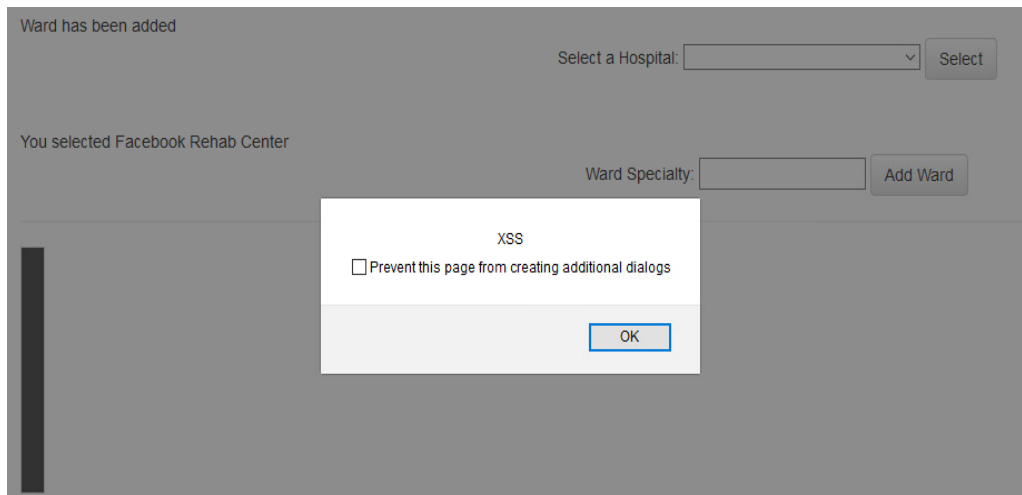 Ward has been added
Select a Hospital:
Select
You selected Facebook Rehab Center
Ward Specialty:
Add Ward
XSS
Prevent this page from creating additional dialogs
OK